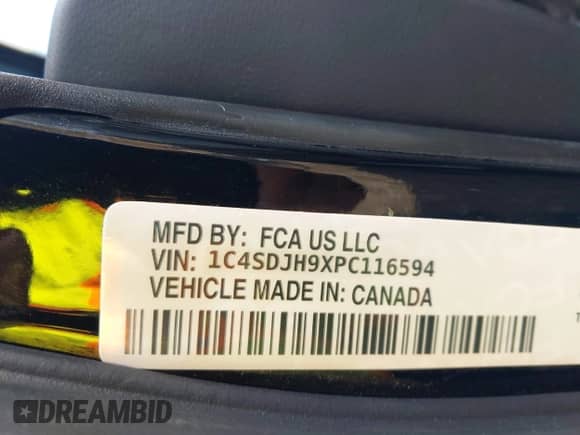 MFD BY: FCA US LLC
VIN: 1C4SDJH9XPC116594
VEHICLE MADE IN: CANADA
DREAMBID